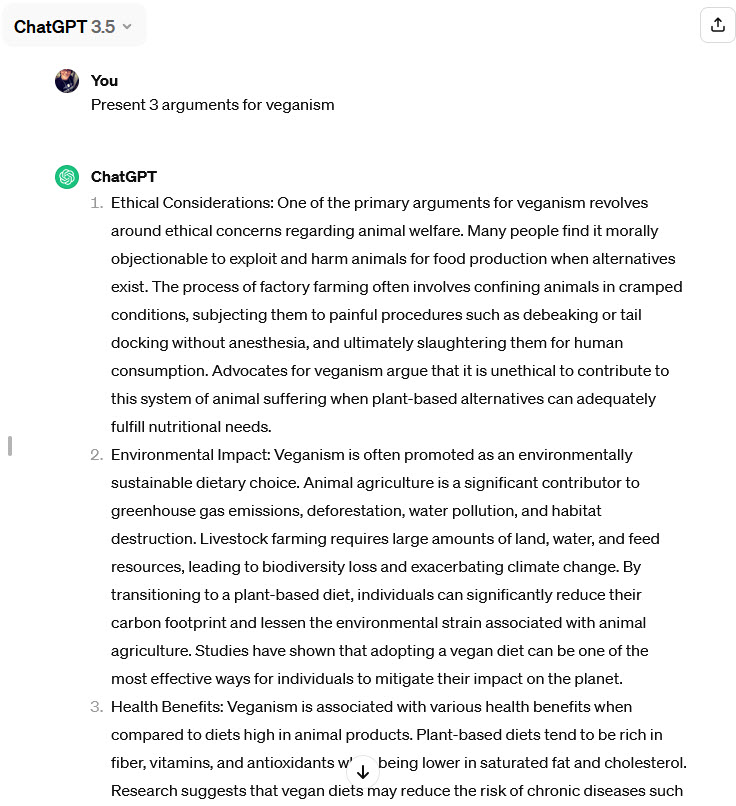 ChatGPT 3.5
You
Present 3 arguments for veganism
ChatGPT
1. Ethical Considerations: One of the primary arguments for veganism revolves
around ethical concerns regarding animal welfare. Many people find it morally
objectionable to exploit and harm animals for food production when alternatives
exist. The process of factory farming often involves confining animals in cramped
conditions, subjecting them to painful procedures such as debeaking or tail
docking without anesthesia, and ultimately slaughtering them for human
consumption. Advocates for veganism argue that it is unethical to contribute to
this system of animal suffering when plant-based alternatives can adequately
fulfill nutritional needs.
2. Environmental Impact: Veganism is often promoted as an environmentally
sustainable dietary choice. Animal agriculture is a significant contributor to
greenhouse gas emissions, deforestation, water pollution, and habitat
destruction. Livestock farming requires large amounts of land, water, and feed
resources, leading to biodiversity loss and exacerbating climate change. By
transitioning to a plant-based diet, individuals can significantly reduce their
carbon footprint and lessen the environmental strain associated with animal
agriculture. Studies have shown that adopting a vegan diet can be one of the
most effective ways for individuals to mitigate their impact on the planet.
3. Health Benefits: Veganism is associated with various health benefits when
compared to diets high in animal products. Plant-based diets tend to be rich in
fiber, vitamins, and antioxidants being lower in saturated fat and cholesterol.
Research suggests that vegan diets may reduce the risk of chronic diseases such